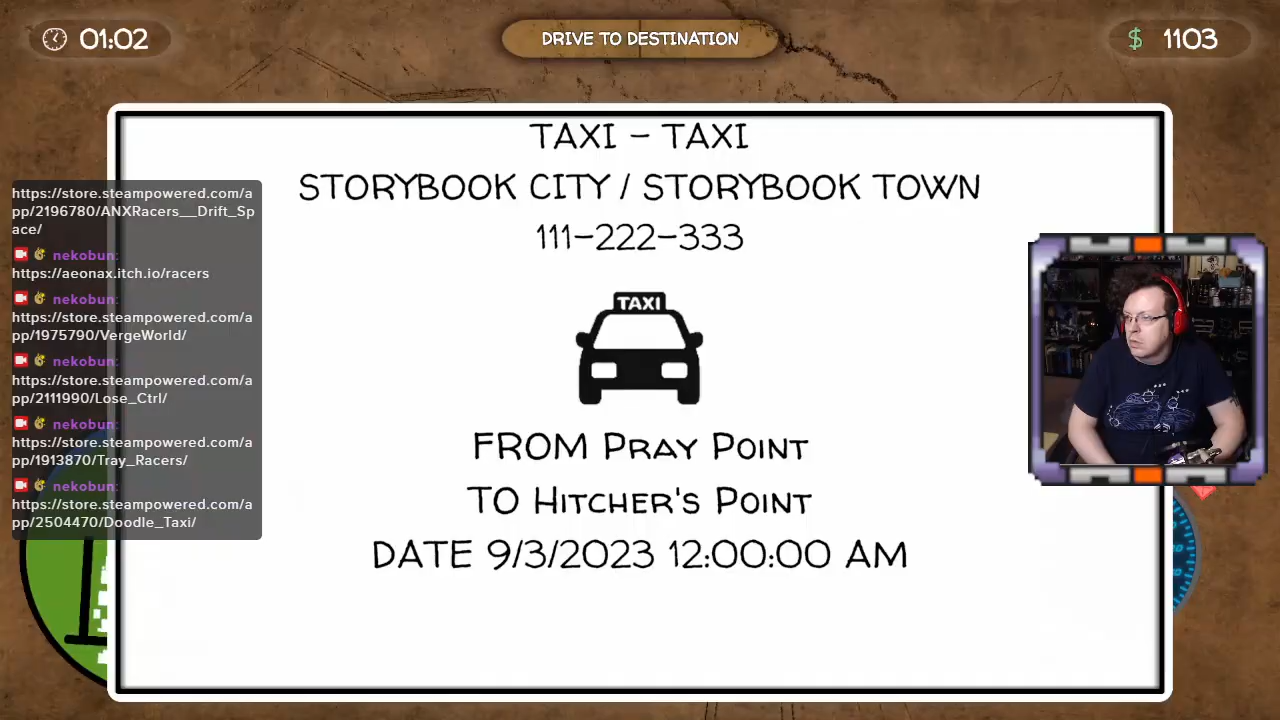 01:02
DRIVE TO DESTINATION
$ 1103
TAXI - TAXI
STORYBOOK CITY / STORYBOOK TOWN
111-222-333
TAXI
FROM PRAY POINT
TO HITCHER'S POINT
DATE 9/3/2023 12:00:00 AM
https://store.steampowered.com/a
pp/2196780/ANXRacers__Drift_Sp
ace/
nekobun:
https://aeonax.itch.io/racers
nekobun:
https://store.steampowered.com/a
pp/1975790/VergeWorld/
nekobun:
https://store.steampowered.com/a
pp/2111990/Lose_Ctrl/
nekobun:
https://store.steampowered.com/a
pp/1913870/Tray_Racers/
nekobun:
https://store.steampowered.com/a
pp/2504470/Doodle_Taxi/